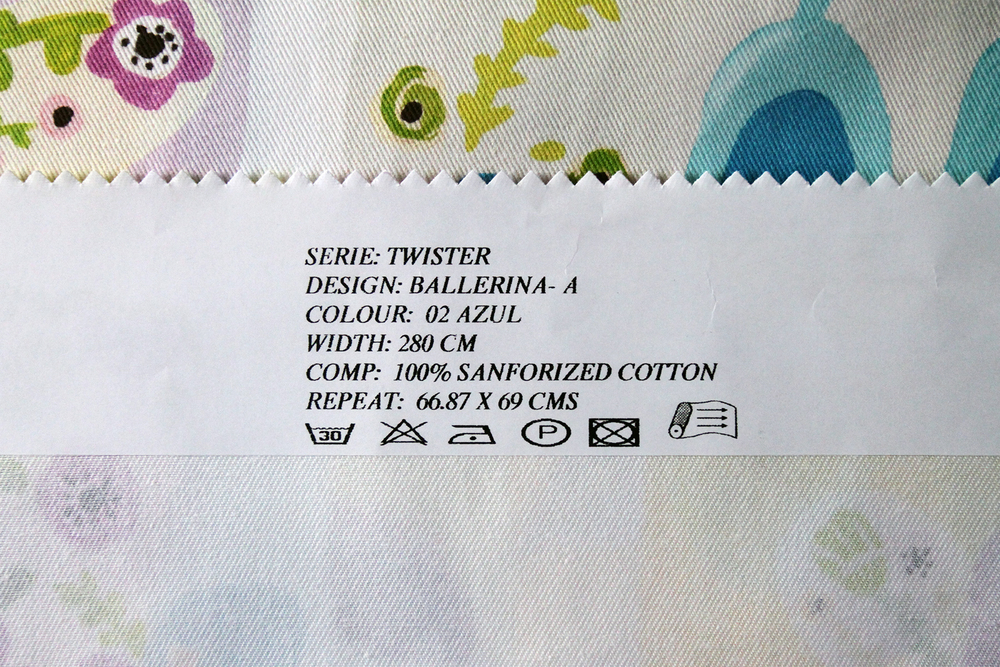 SERIE: TWISTER
DESIGN: BALLERINA- A
COLOUR: 02 AZUL
WIDTH: 280 CM
COMP: 100% SANFORIZED COTTON
REPEAT: 66.87 X 69 CMS
30 P